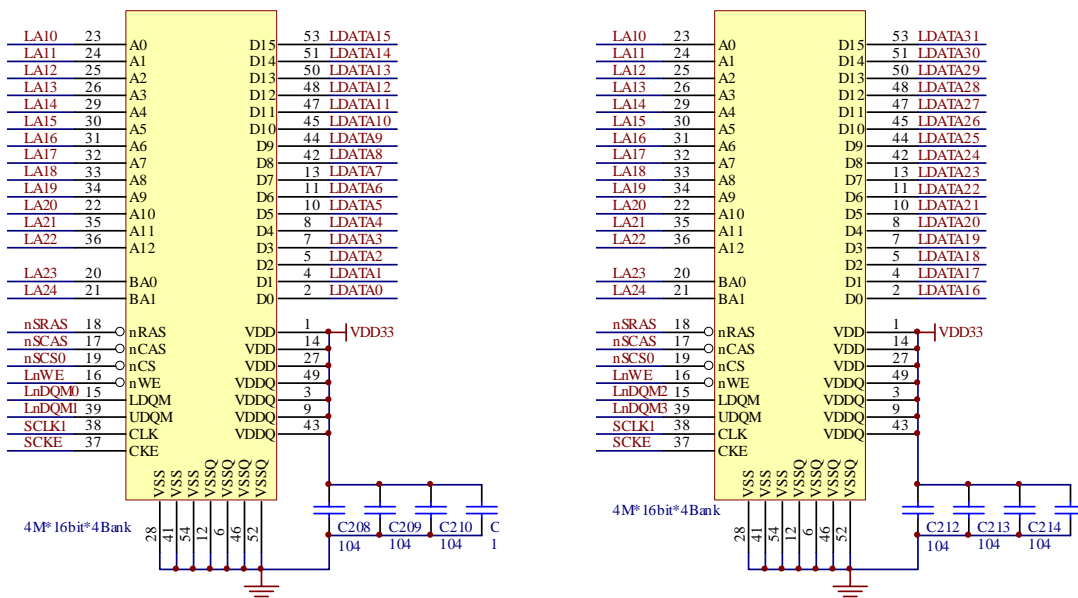 LA10 23 A0 D15 53 LDATA15
LA11 24 A1 D14 51 LDATA14
LA12 25 A2 D13 50 LDATA13
LA13 26 A3 D12 48 LDATA12
LA14 29 A4 D11 47 LDATA11
LA15 30 A5 D10 45 LDATA10
LA16 31 A6 D9 44 LDATA9
LA17 32 A7 D8 42 LDATA8
LA18 33 A8 D7 13 LDATA7
LA19 34 A9 D6 11 LDATA6
LA20 22 A10 D5 10 LDATA5
LA21 35 A11 D4 8 LDATA4
LA22 36 A12 D3 7 LDATA3
D2 5 LDATA2
LA23 20 BA0 D1 4 LDATA1
LA24 21 BA1 D0 2 LDATA0
nSRAS 18 nRAS VDD 1 VDD33
nSCAS 17 nCAS VDD 14
nSCS0 19 nCS VDD 27
LnWE 16 nWE VDDQ 49
LnDQM0 15 LDQM VDDQ 3
LnDQM1 39 UDQM VDDQ 9
SCLK1 38 CLK VDDQ 43
SCKE 37 CKE
VSS VSS VSS VSSQ VSSQ VSSQ VSSQ
28 41 54 12 6 46 52
4M*16bit*4Bank
C208 C209 C210 C
104 104 104 1
LA10 23 A0 D15 53 LDATA31
LA11 24 A1 D14 51 LDATA30
LA12 25 A2 D13 50 LDATA29
LA13 26 A3 D12 48 LDATA28
LA14 29 A4 D11 47 LDATA27
LA15 30 A5 D10 45 LDATA26
LA16 31 A6 D9 44 LDATA25
LA17 32 A7 D8 42 LDATA24
LA18 33 A8 D7 13 LDATA23
LA19 34 A9 D6 11 LDATA22
LA20 22 A10 D5 10 LDATA21
LA21 35 A11 D4 8 LDATA20
LA22 36 A12 D3 7 LDATA19
D2 5 LDATA18
LA23 20 BA0 D1 4 LDATA17
LA24 21 BA1 D0 2 LDATA16
nSRAS 18 nRAS VDD 1 VDD33
nSCAS 17 nCAS VDD 14
nSCS0 19 nCS VDD 27
LnWE 16 nWE VDDQ 49
LnDQM2 15 LDQM VDDQ 3
LnDQM3 39 UDQM VDDQ 9
SCLK1 38 CLK VDDQ 43
SCKE 37 CKE
VSS VSS VSS VSSQ VSSQ VSSQ VSSQ
28 41 54 12 6 46 52
4M*16bit*4Bank
C212 C213 C214
104 104 104